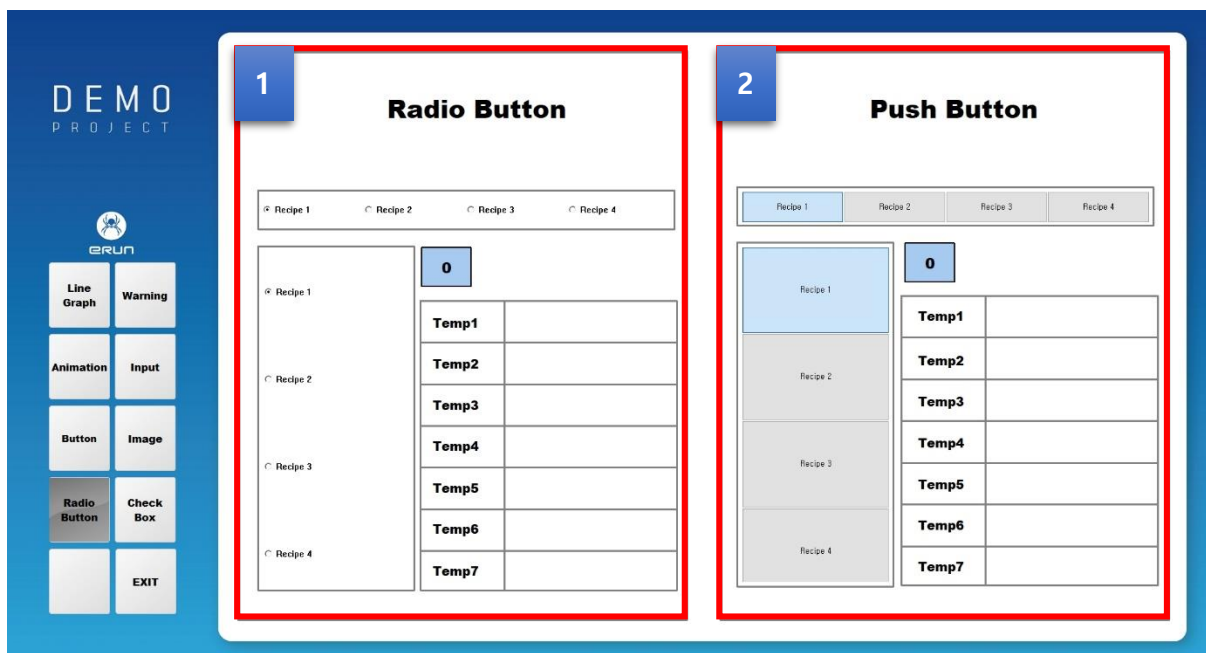 DEMO
PROJECT
eRUN
Line
Graph
Warning
Animation
Input
Button
Image
Radio
Button
Check
Box
EXIT
1
Radio Button
Recipe 1
Recipe 2
Recipe 3
Recipe 4
Recipe 1
Recipe 2
Recipe 3
Recipe 4
0
Temp1
Temp2
Temp3
Temp4
Temp5
Temp6
Temp7
2
Push Button
Recipe 1
Recipe 2
Recipe 3
Recipe 4
Recipe 1
Recipe 2
Recipe 3
Recipe 4
0
Temp1
Temp2
Temp3
Temp4
Temp5
Temp6
Temp7